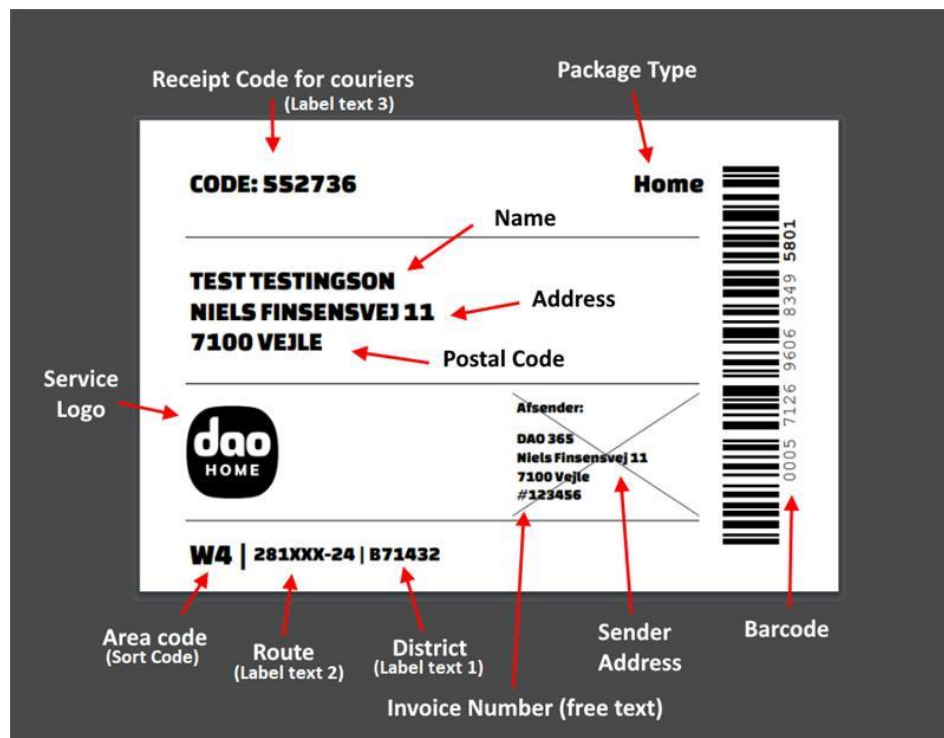 Receipt Code for couriers
(Label text 3)
Package Type
CODE: 552736
Home
Name
TEST TESTINGSON
NIELS FINSENSVEJ 11
Address
7100 VEJLE
Postal Code
Service
Logo
dao
HOME
Afsender:
DAO 365
Niels Finsensvej 11
7100 Vejle
#123456
0005 7126 9606 8349 5801
W4 | 281XXX-24 | B71432
Area code
(Sort Code)
Route
(Label text 2)
District
(Label text 1)
Sender
Address
Barcode
Invoice Number (free text)